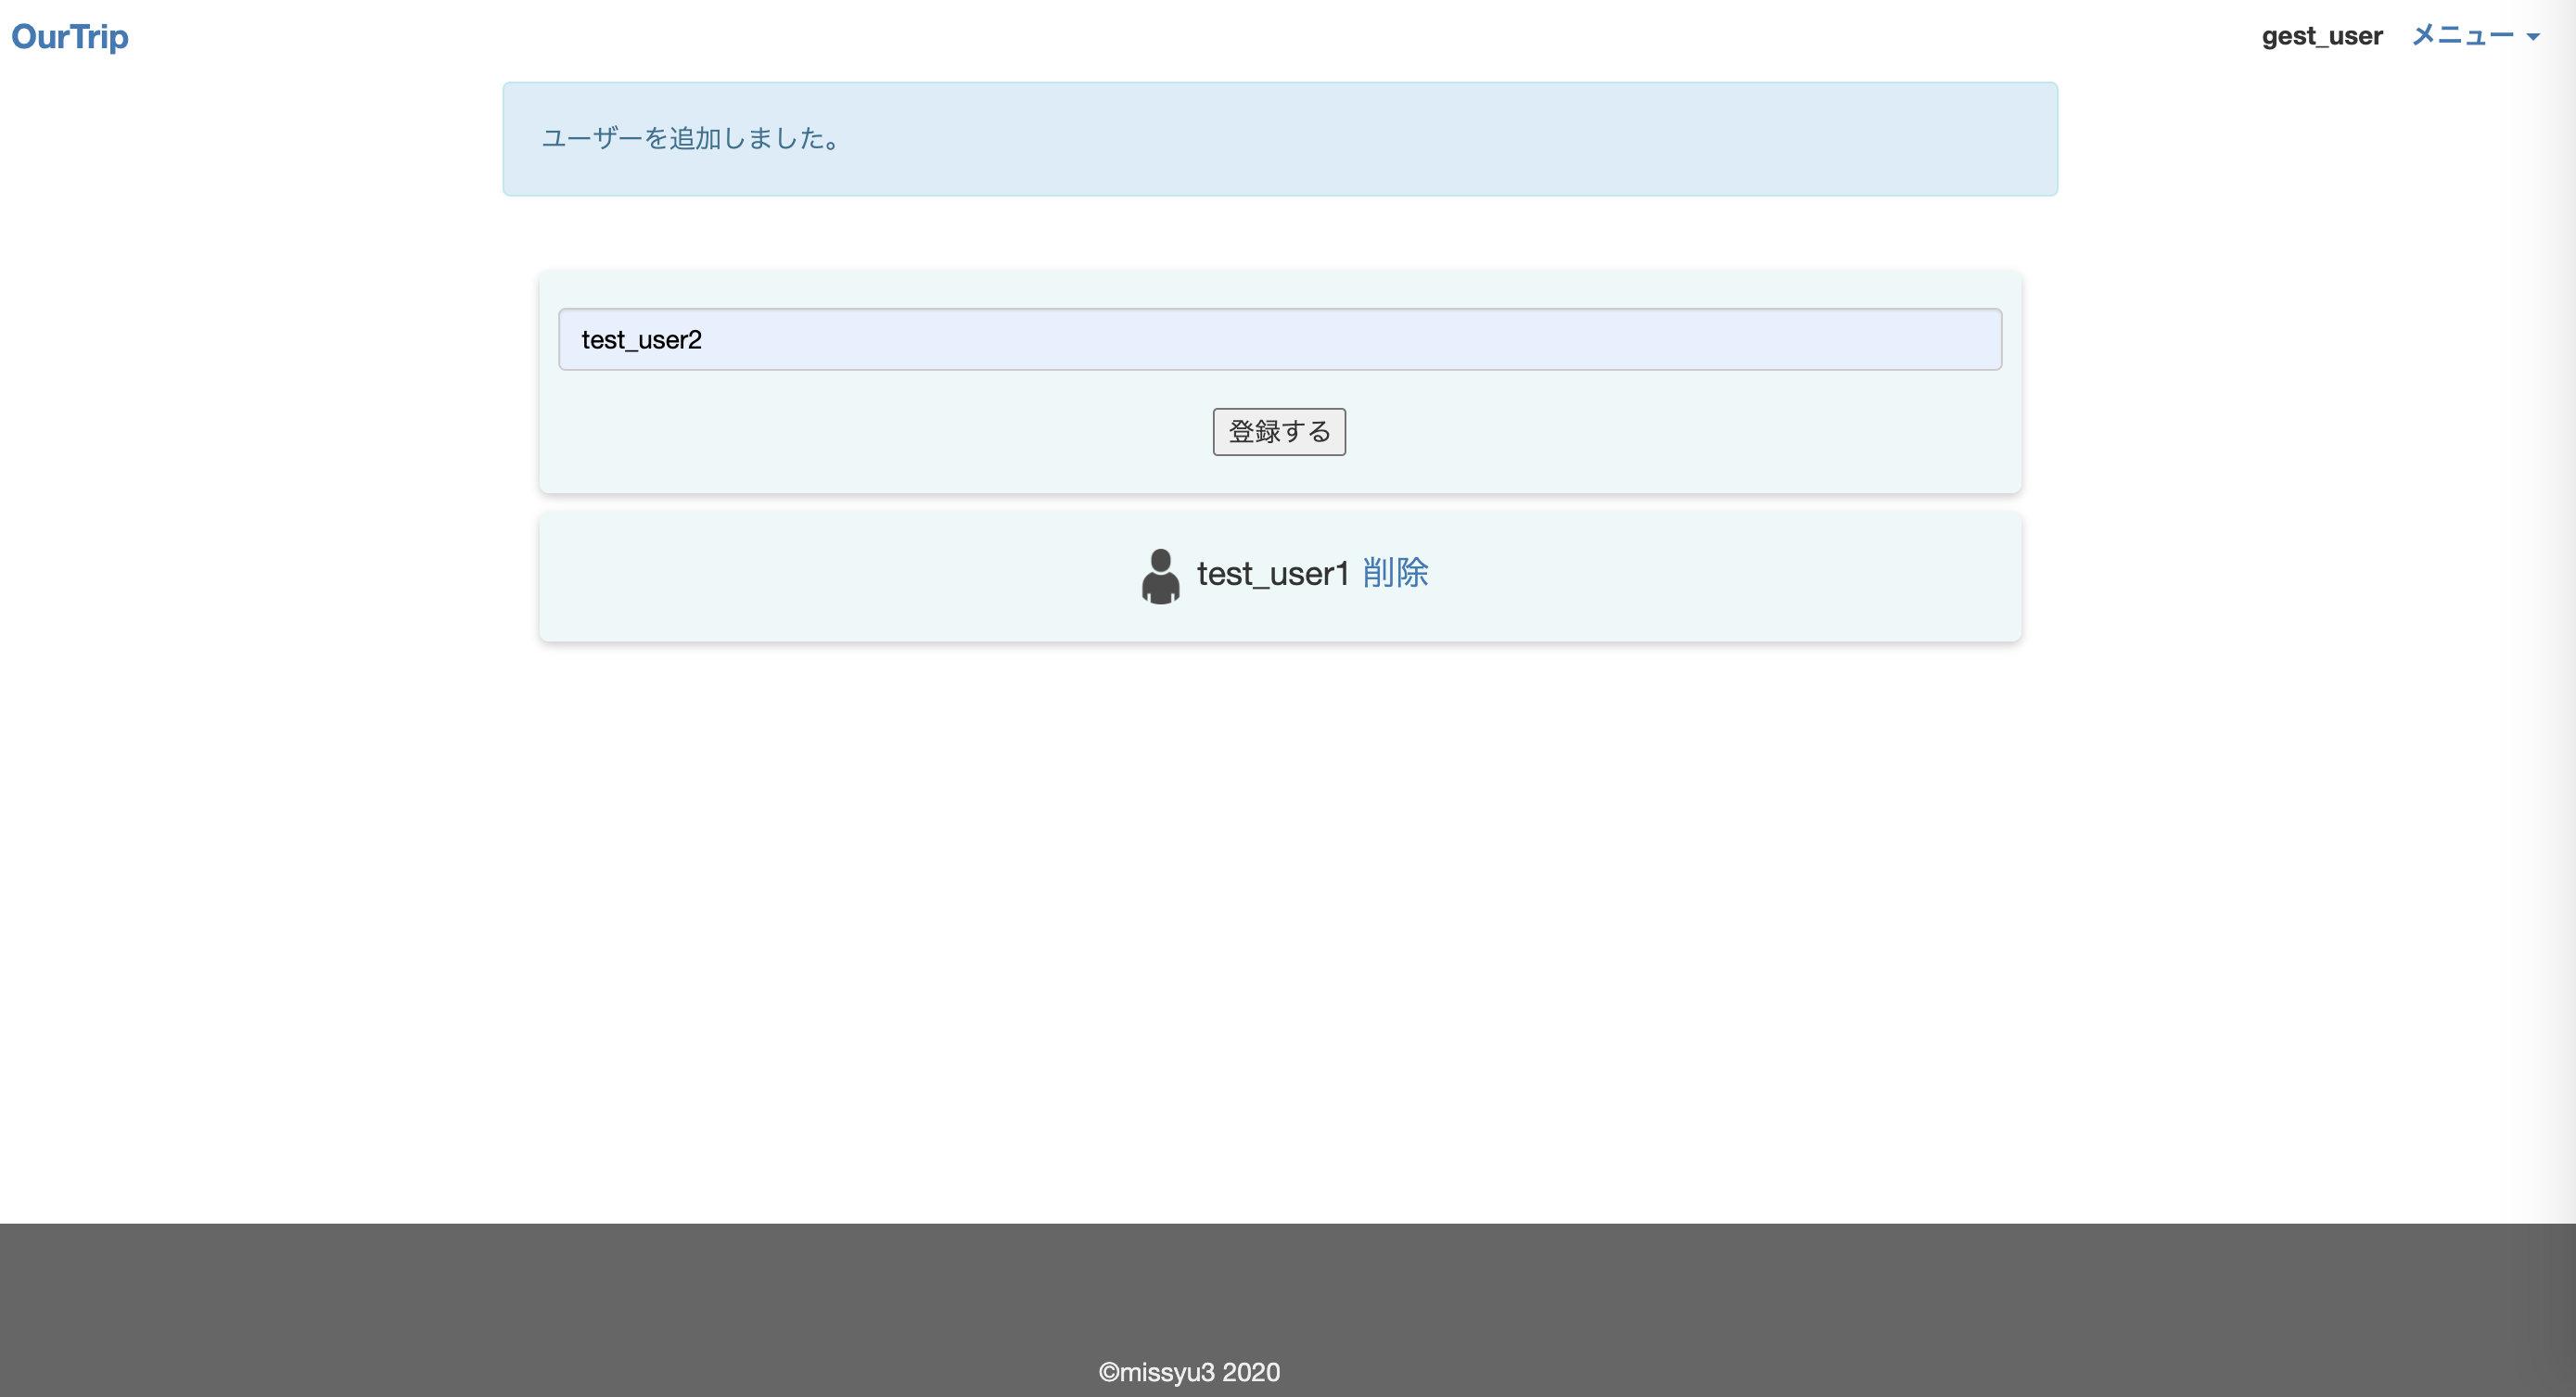 OurTrip gest_user メニュー
ユーザーを追加しました。
test_user2
登録する
test_user1 削除
©missyu3 2020